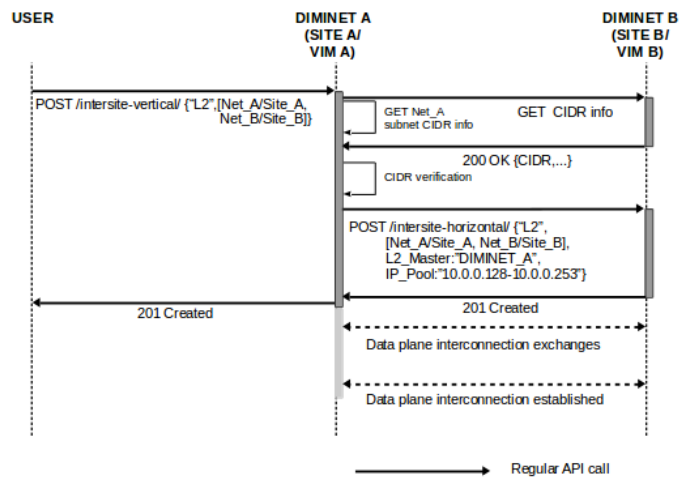 USER
DIMINET A
(SITE A/
VIM A)
DIMINET B
(SITE B/
VIM B)
POST /intersite-vertical/ {“L2”,[Net_A/Site_A,
Net_B/Site_B]}
GET Net_A
subnet CIDR info
GET CIDR info
200 OK {CIDR,...}
CIDR verification
POST /intersite-horizontal/ {“L2”,
[Net_A/Site_A, Net_B/Site_B],
L2_Master:”DIMINET_A”,
IP_Pool:”10.0.0.128-10.0.0.253”}
201 Created
201 Created
Data plane interconnection exchanges
Data plane interconnection established
Regular API call